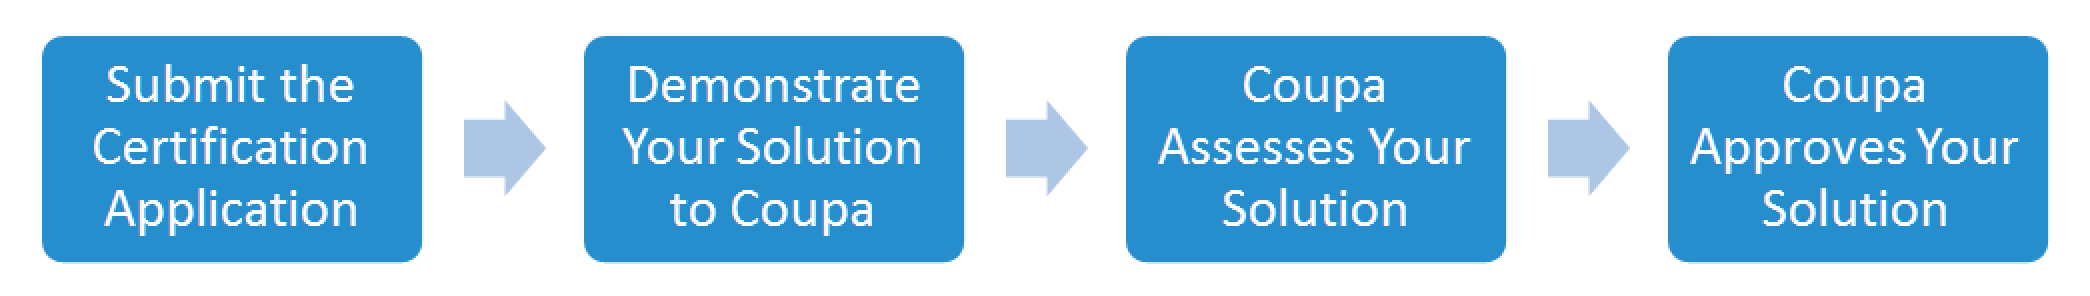 Submit the
Certification
Application
Demonstrate
Your Solution
to Coupa
Coupa
Assesses Your
Solution
Coupa
Approves Your
Solution